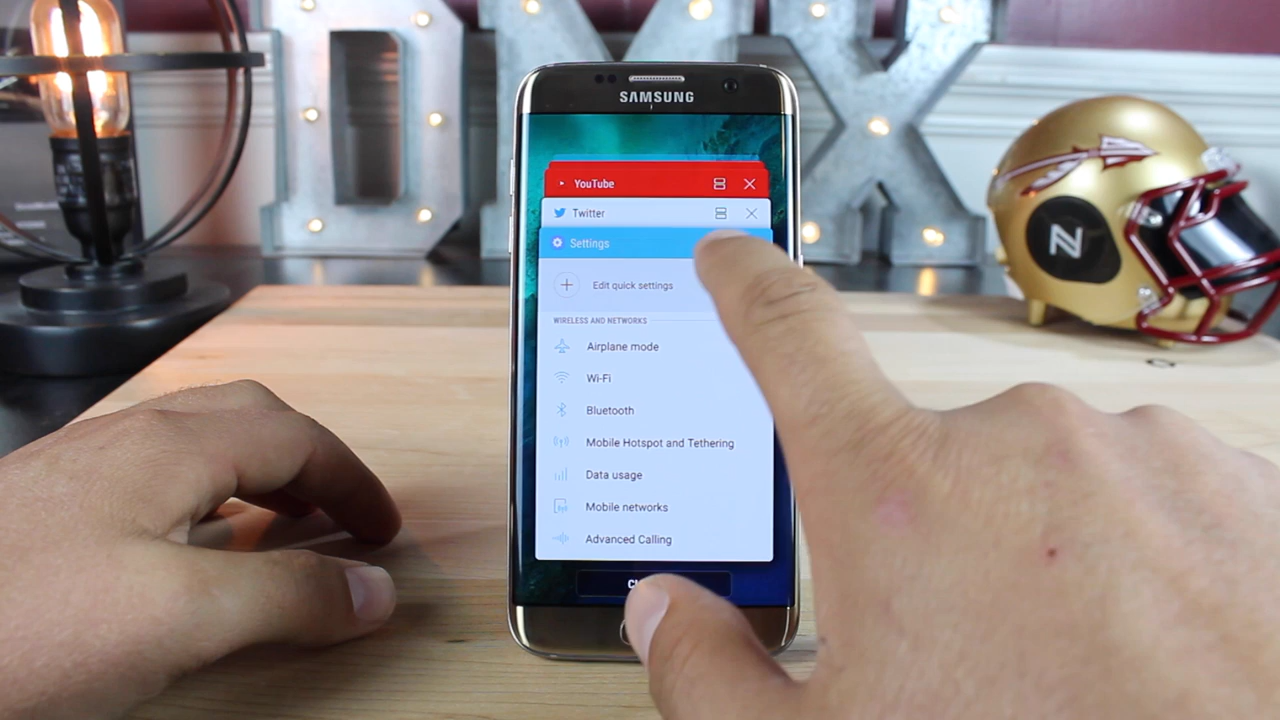 SAMSUNG
YouTube
Twitter
Settings
Edit quick settings
WIRELESS AND NETWORKS
Airplane mode
Wi-Fi
Bluetooth
Mobile Hotspot and Tethering
Data usage
Mobile networks
Advanced Calling
N